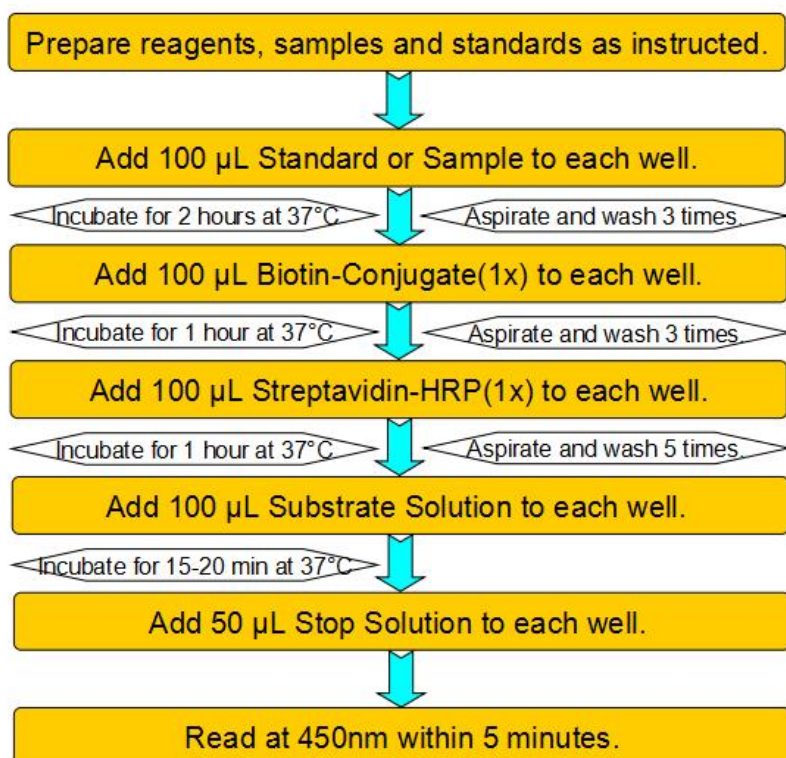 Prepare reagents, samples and standards as instructed.
Add 100 µL Standard or Sample to each well.
Incubate for 2 hours at 37°C
Aspirate and wash 3 times.
Add 100 µL Biotin-Conjugate(1x) to each well.
Incubate for 1 hour at 37°C
Aspirate and wash 3 times.
Add 100 µL Streptavidin-HRP(1x) to each well.
Incubate for 1 hour at 37°C
Aspirate and wash 5 times.
Add 100 µL Substrate Solution to each well.
Incubate for 15-20 min at 37°C
Add 50 µL Stop Solution to each well.
Read at 450nm within 5 minutes.